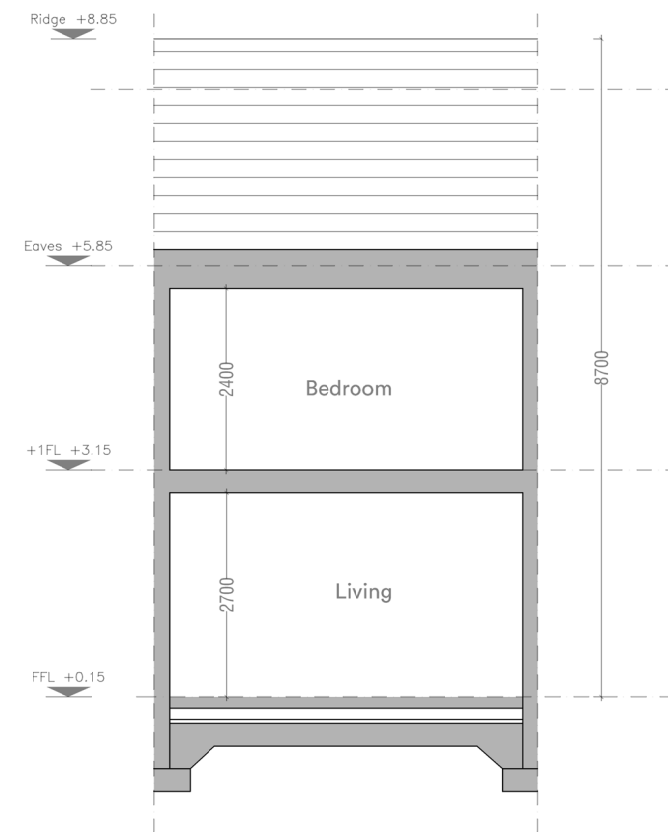 Ridge +8.85
Eaves +5.85
2400
Bedroom
8700
+1FL +3.15
2700
Living
FFL +0.15